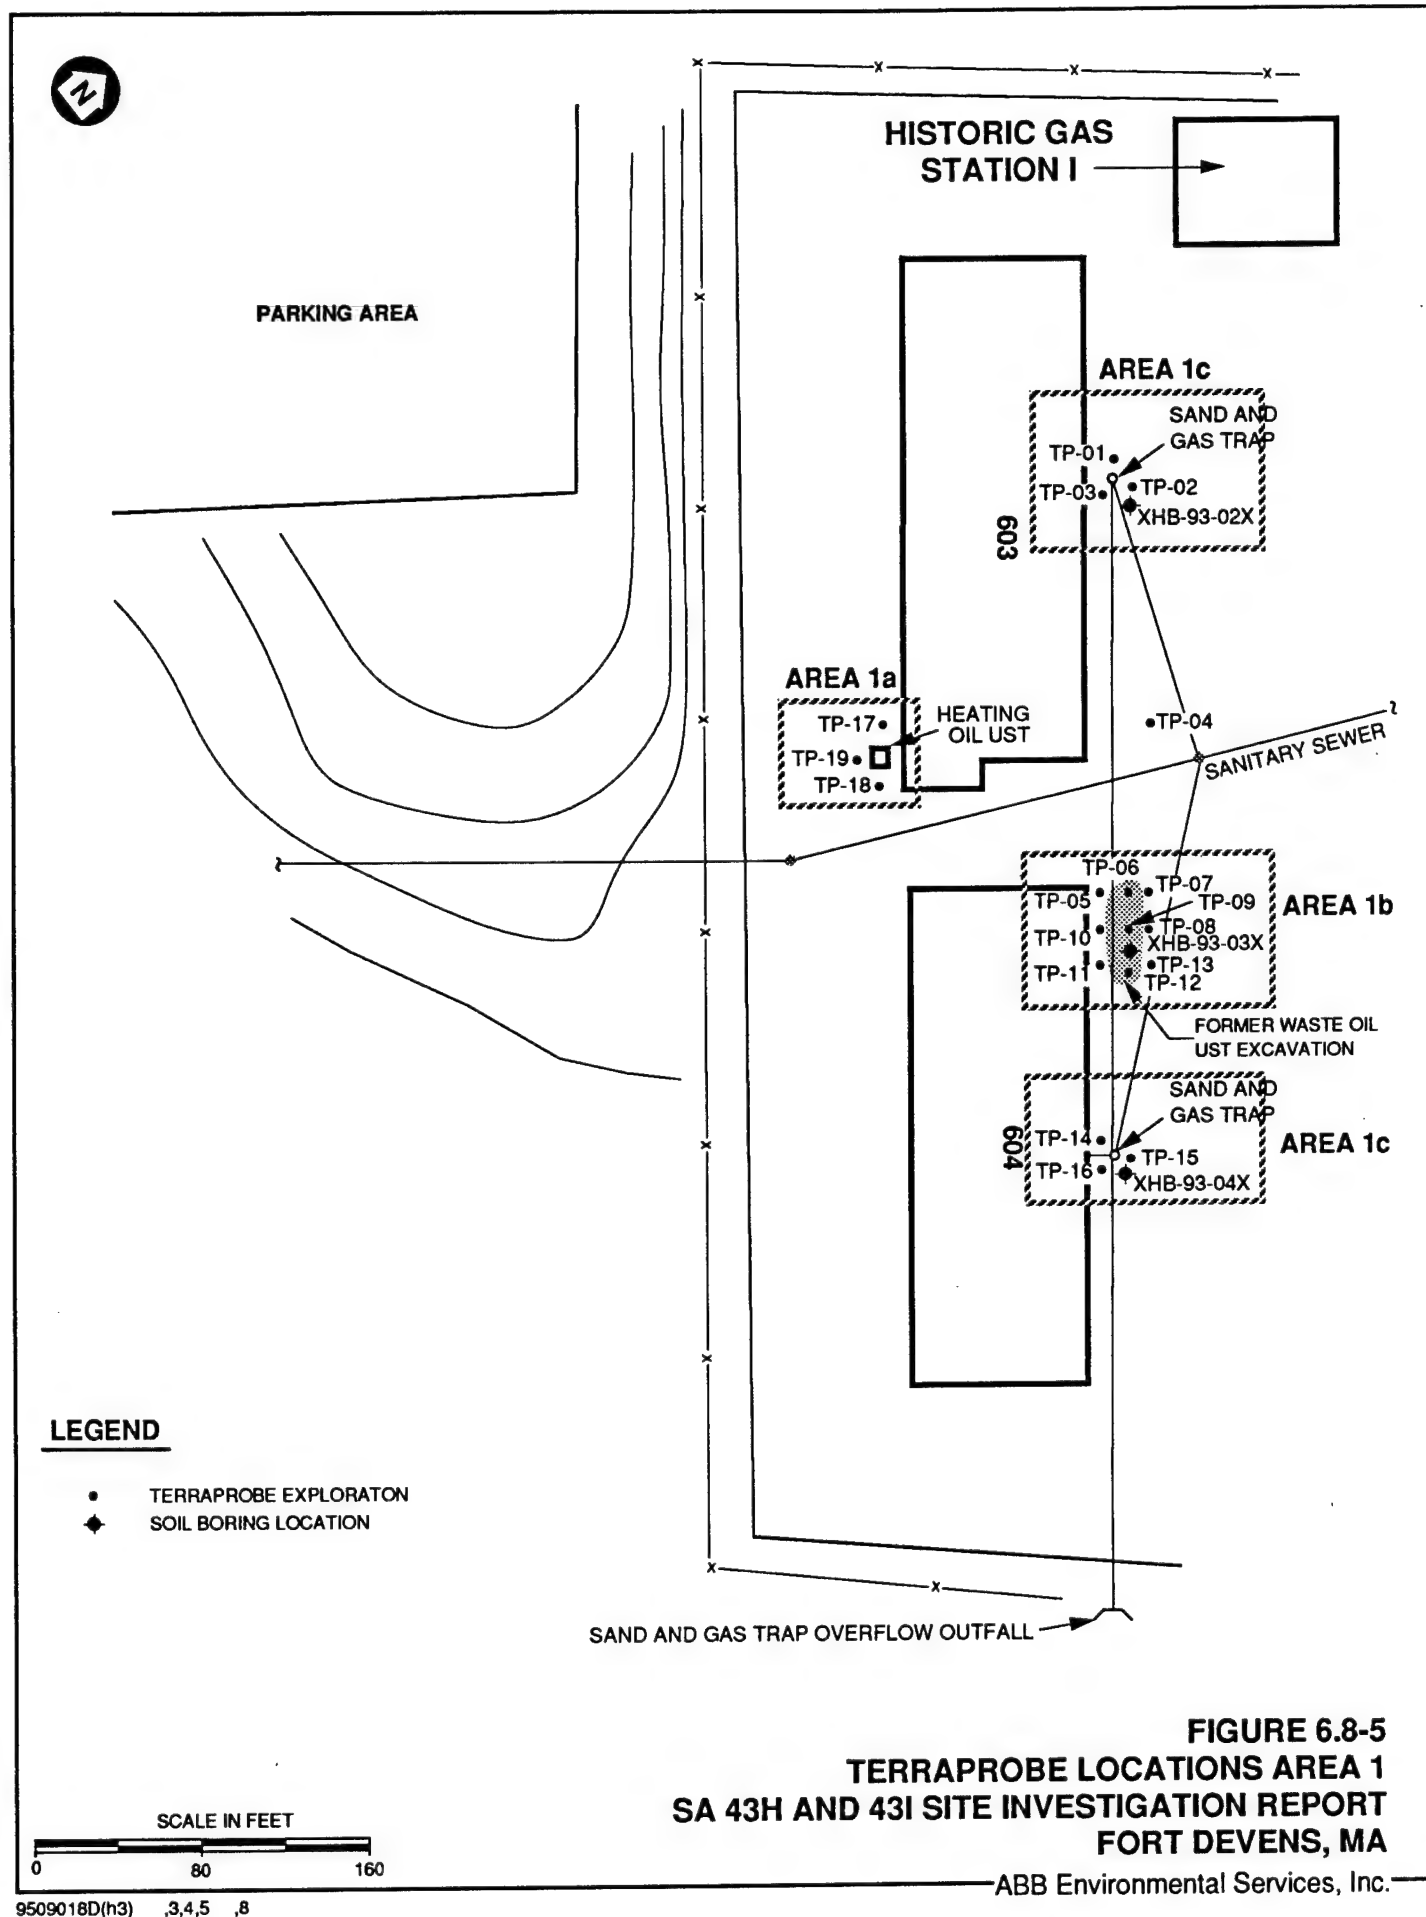 N
HISTORIC GAS
STATION I
PARKING AREA
AREA 1c
SAND AND
GAS TRAP
TP-01
TP-02
TP-03
XHB-93-02X
603
AREA 1a
TP-17
HEATING
OIL UST
TP-19
TP-18
TP-04
SANITARY SEWER
TP-06
TP-07
TP-05
TP-09
AREA 1b
TP-08
TP-10
XHB-93-03X
TP-11
TP-13
TP-12
FORMER WASTE OIL
UST EXCAVATION
SAND AND
GAS TRAP
604
TP-14
AREA 1c
TP-15
TP-16
XHB-93-04X
LEGEND
TERRAPROBE EXPLORATON
SOIL BORING LOCATION
SAND AND GAS TRAP OVERFLOW OUTFALL
FIGURE 6.8-5
TERRAPROBE LOCATIONS AREA 1
SA 43H AND 43I SITE INVESTIGATION REPORT
FORT DEVENS, MA
SCALE IN FEET
0 80 160
ABB Environmental Services, Inc.
9509018D(h3) ,3,4,5 ,8